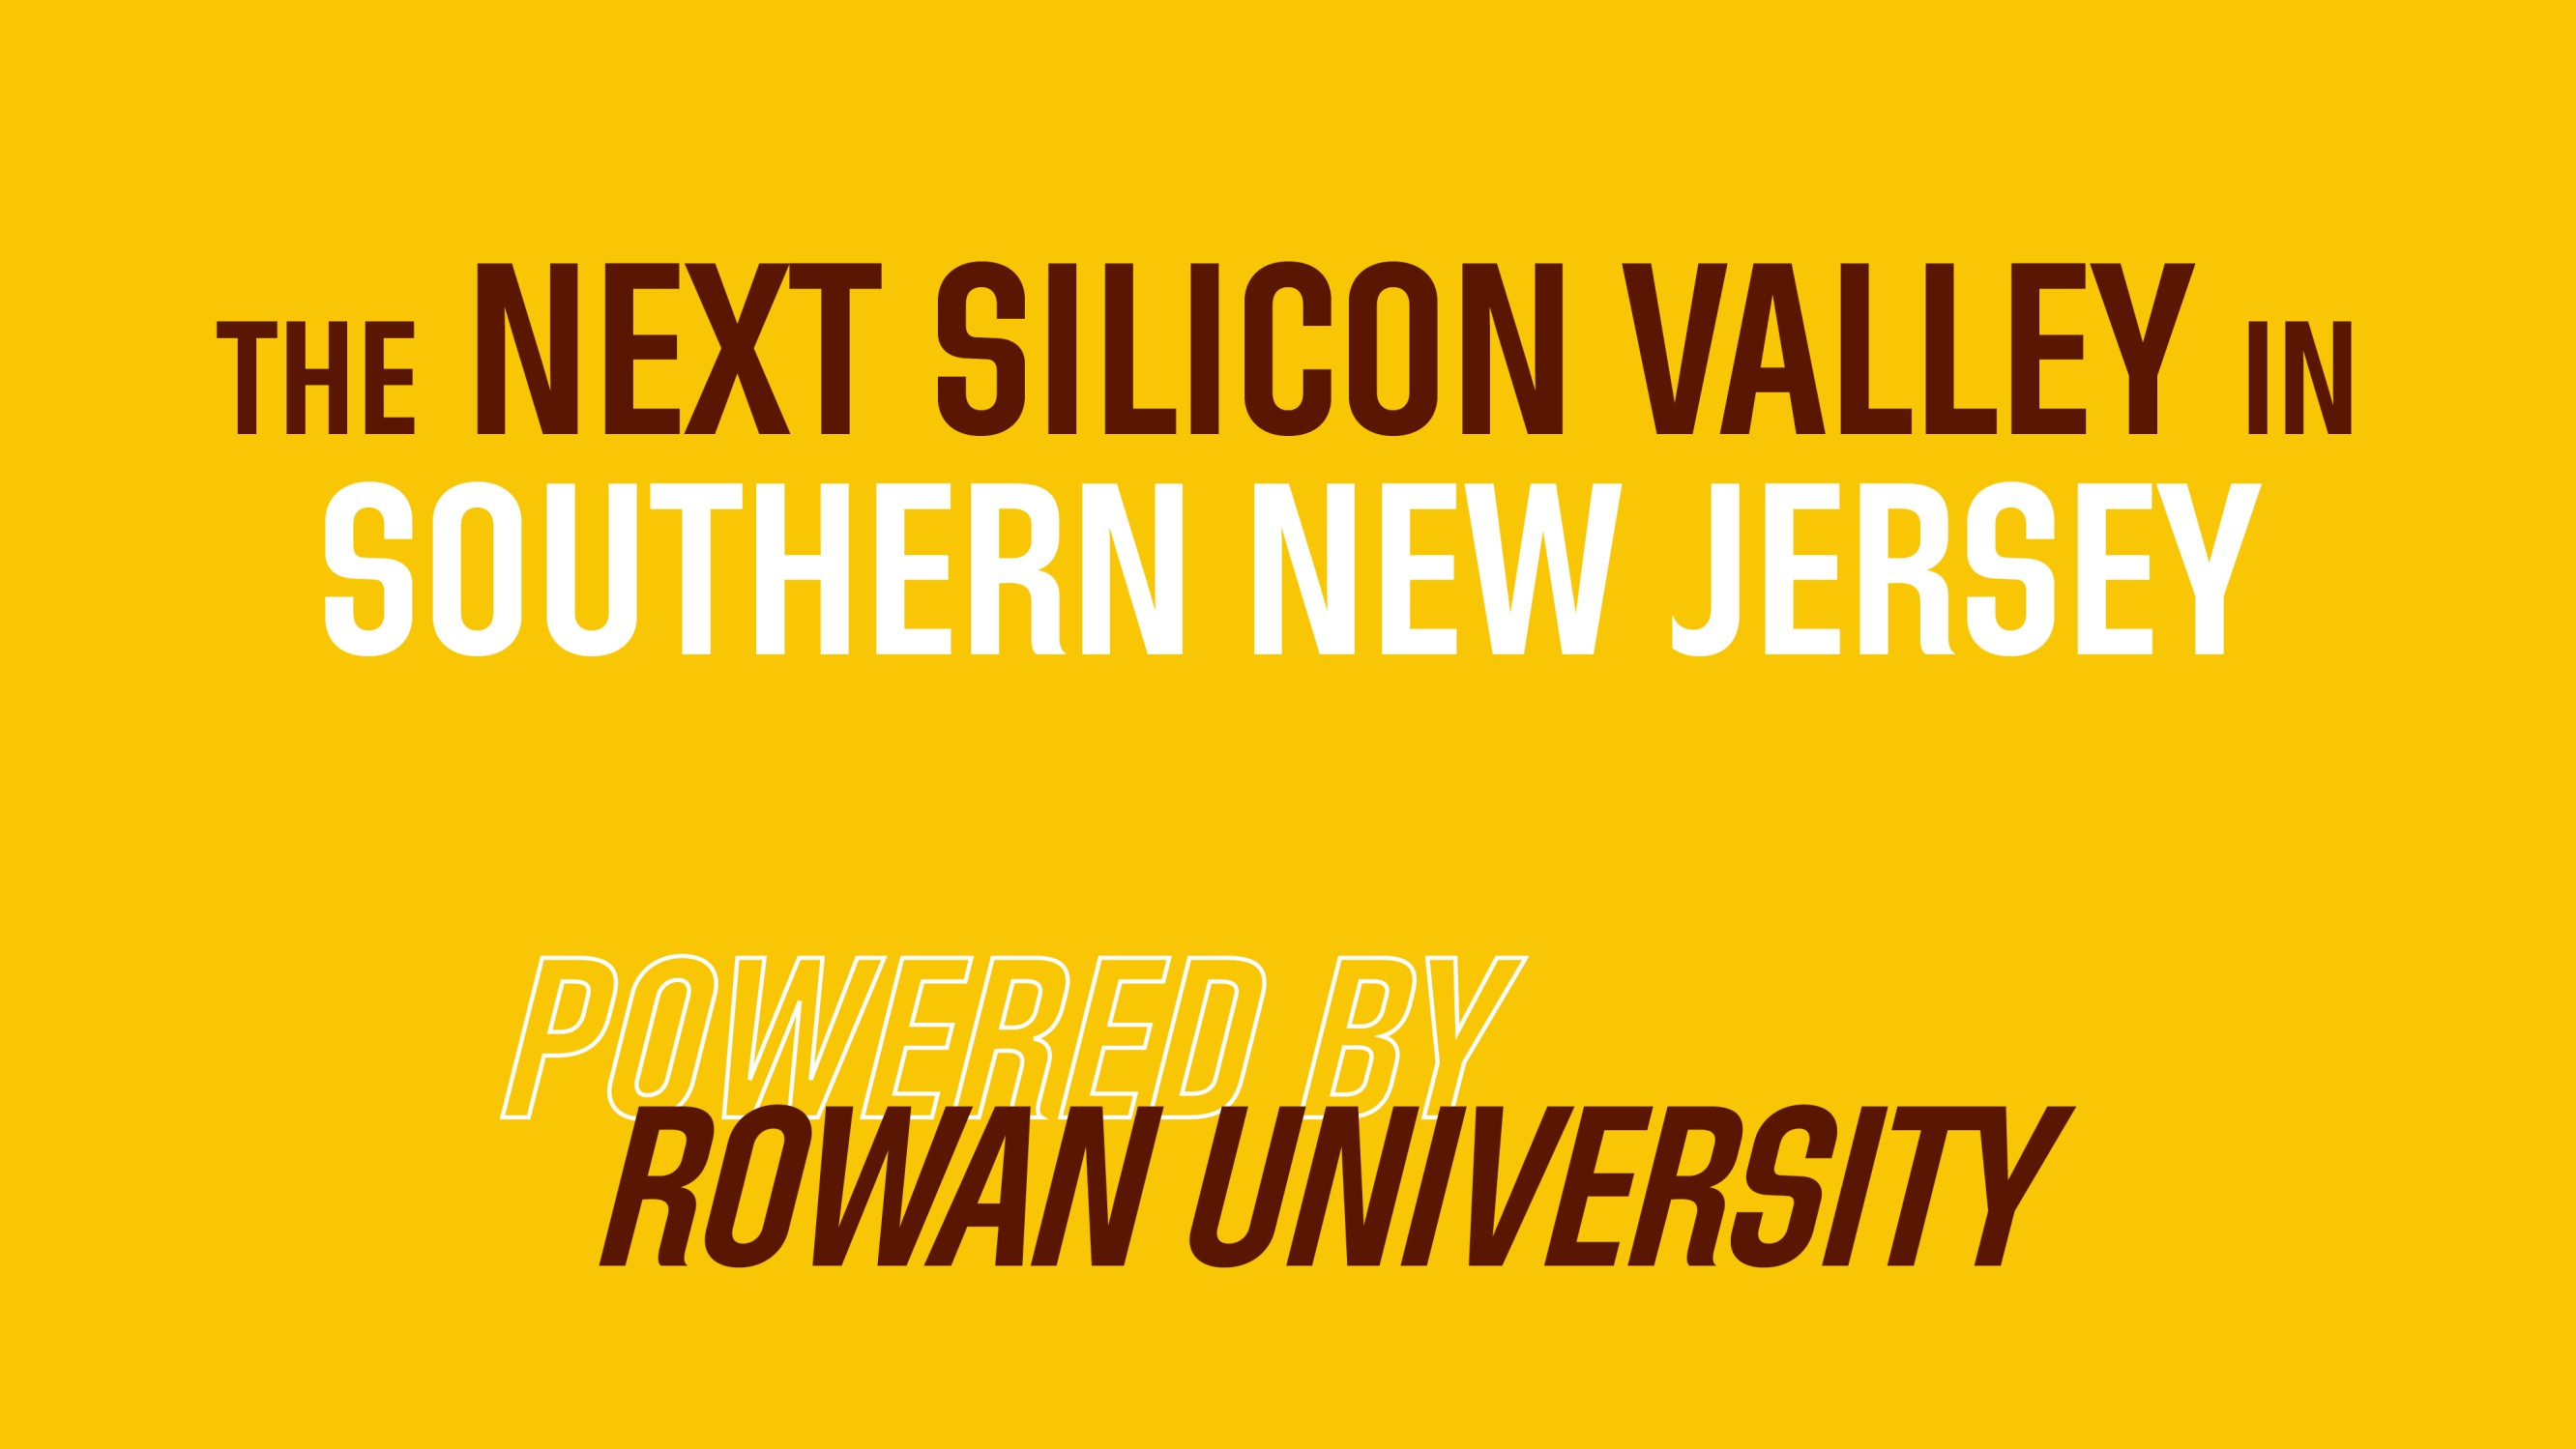 THE NEXT SILICON VALLEY IN
SOUTHERN NEW JERSEY
POWERED BY
ROWAN UNIVERSITY